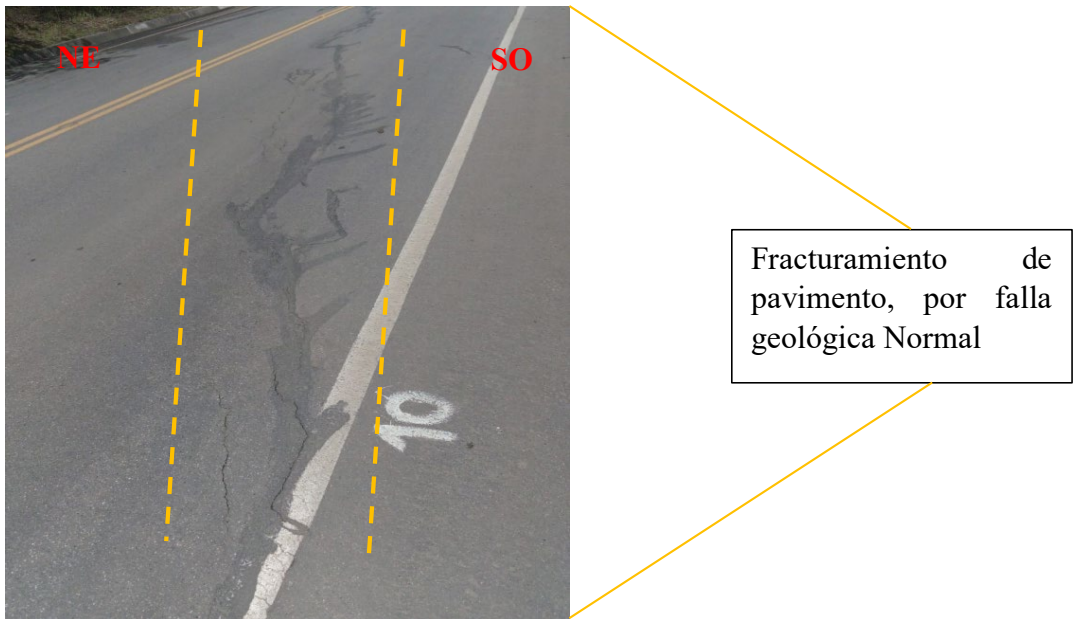 NE
SO
10
Fracturamiento de
pavimento, por falla
geológica Normal